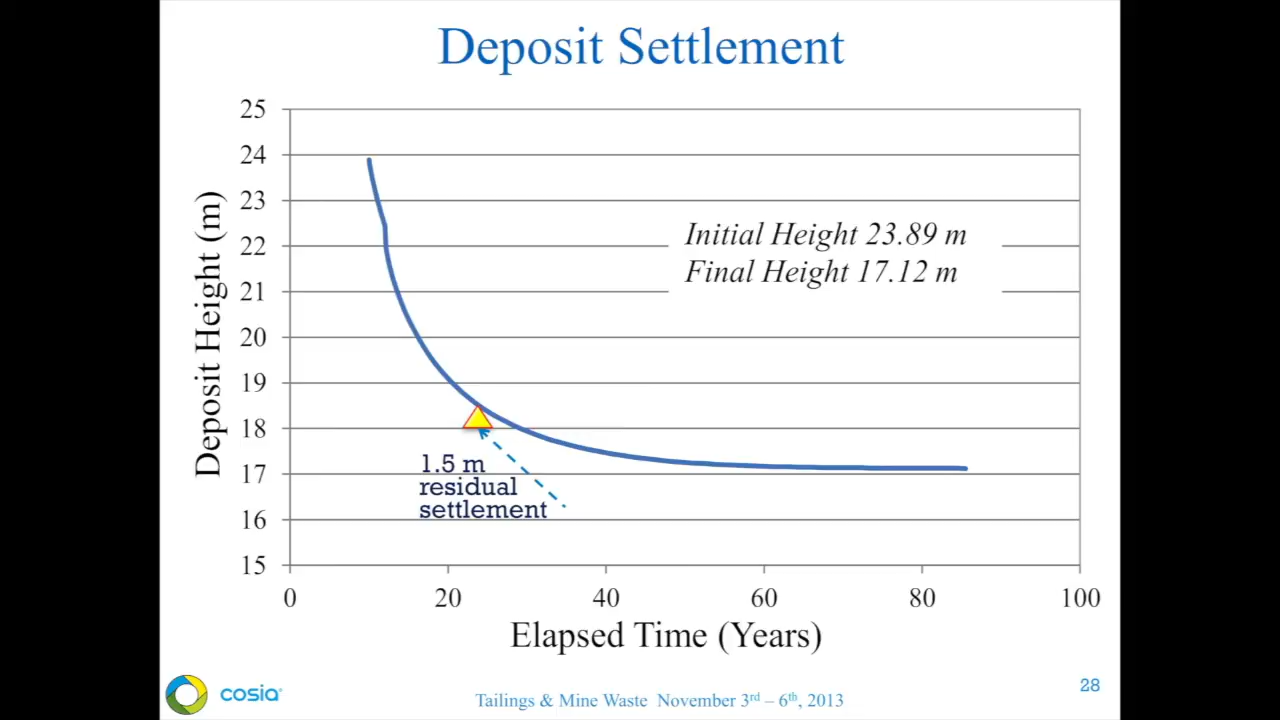 Deposit Settlement
25
24
23
22
21
20
19
18
17
16
15
Deposit Height (m)
Initial Height 23.89 m
Final Height 17.12 m
1.5 m
residual
settlement
0 20 40 60 80 100
Elapsed Time (Years)
cosia
Tailings & Mine Waste November 3rd – 6th, 2013
28